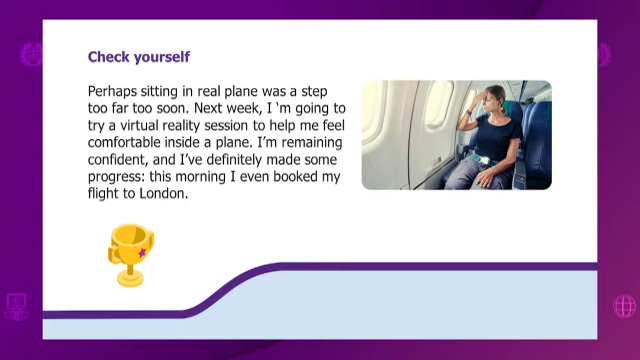 Check yourself
Perhaps sitting in real plane was a step
too far too soon. Next week, I ‘m going to
try a virtual reality session to help me feel
comfortable inside a plane. I’m remaining
confident, and I’ve definitely made some
progress: this morning I even booked my
flight to London.